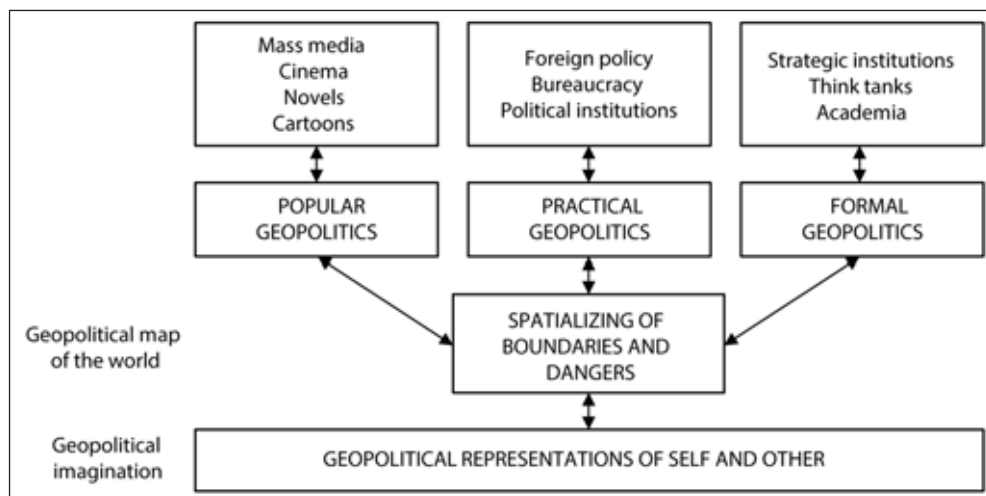 Mass media
Cinema
Novels
Cartoons
Foreign policy
Bureaucracy
Political institutions
Strategic institutions
Think tanks
Academia
POPULAR
GEOPOLITICS
PRACTICAL
GEOPOLITICS
FORMAL
GEOPOLITICS
Geopolitical map
of the world
SPATIALIZING OF
BOUNDARIES AND
DANGERS
Geopolitical
imagination
GEOPOLITICAL REPRESENTATIONS OF SELF AND OTHER